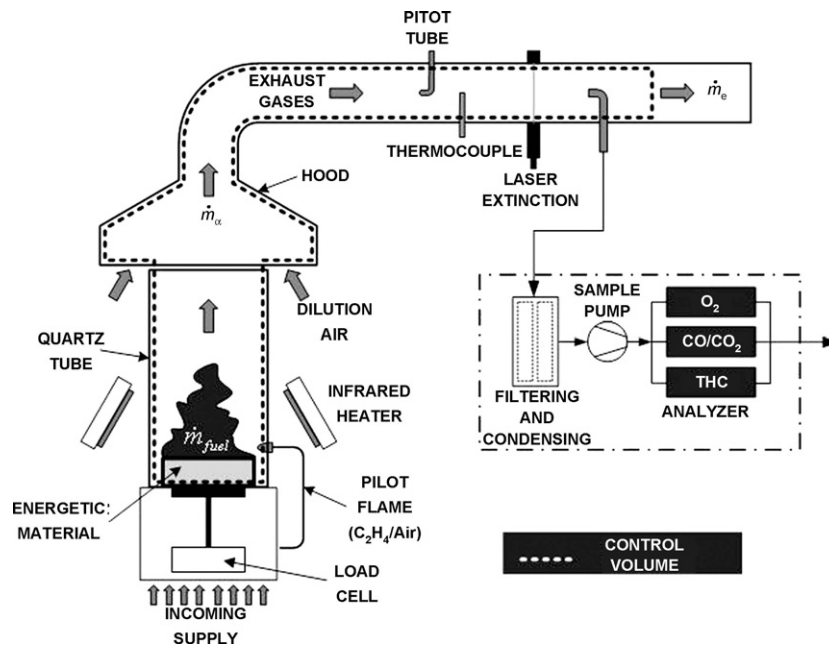 PITOT
TUBE
EXHAUST
GASES
ṁe
THERMOCOUPLE
LASER
EXTINCTION
HOOD
ṁα
DILUTION
AIR
QUARTZ
TUBE
INFRARED
HEATER
ṁfuel
ENERGETIC
MATERIAL
PILOT
FLAME
(C2H4/Air)
LOAD
CELL
INCOMING
SUPPLY
SAMPLE
PUMP
O2
CO/CO2
THC
ANALYZER
FILTERING
AND
CONDENSING
CONTROL
VOLUME